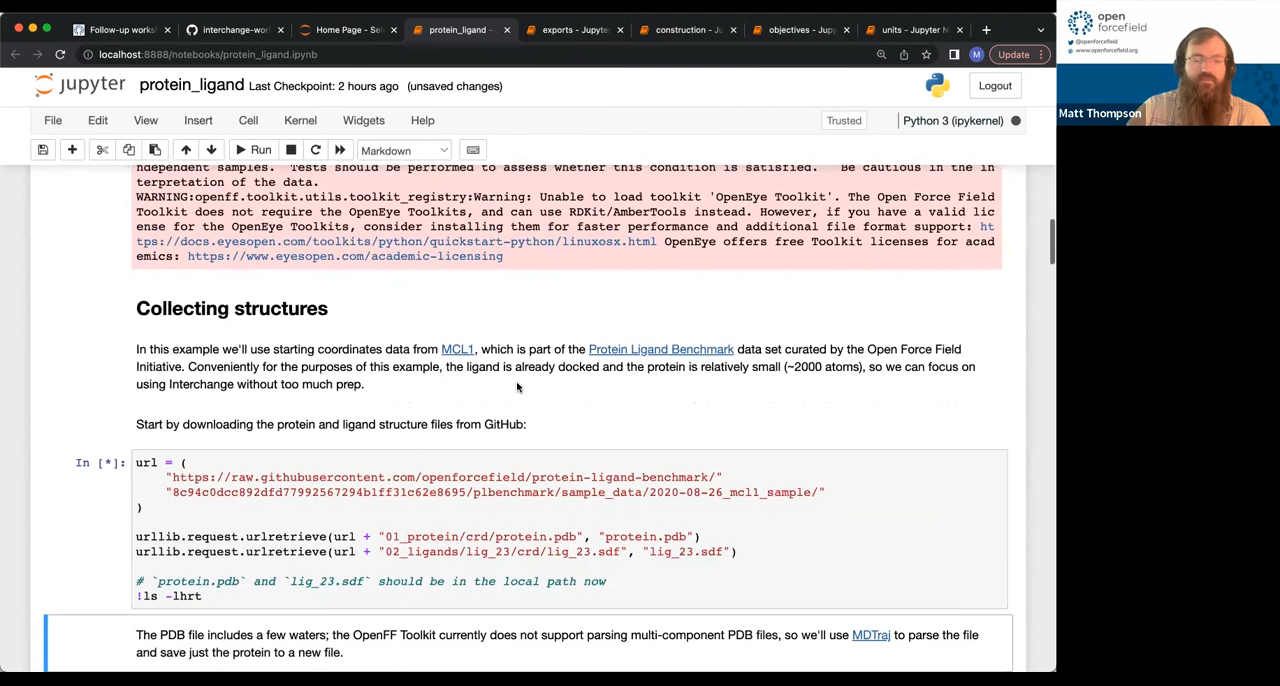 Follow-up works
interchange-wor
Home Page - Sel
protein_ligand -
exports - Jupyte
construction - Ju
objectives - Jupy
units - Jupyter N
localhost:8888/notebooks/protein_ligand.ipynb
M
Update
open
forcefield
@openforcefield
www.openforcefield.org
Matt Thompson
jupyter protein_ligand Last Checkpoint: 2 hours ago (unsaved changes)
Logout
File Edit View Insert Cell Kernel Widgets Help
Trusted
Python 3 (ipykernel)
Run
Markdown
ndependent samples. Tests should be performed to assess whether this condition is satisfied. Be cautious in the in
terpretation of the data.
WARNING:openff.toolkit.utils.toolkit_registry:Warning: Unable to load toolkit 'OpenEye Toolkit'. The Open Force Field
Toolkit does not require the OpenEye Toolkits, and can use RDKit/AmberTools instead. However, if you have a valid lic
ense for the OpenEye Toolkits, consider installing them for faster performance and additional file format support: ht
tps://docs.eyesopen.com/toolkits/python/quickstart-python/linuxosx.html OpenEye offers free Toolkit licenses for acad
emics: https://www.eyesopen.com/academic-licensing
Collecting structures
In this example we'll use starting coordinates data from MCL1, which is part of the Protein Ligand Benchmark data set curated by the Open Force Field
Initiative. Conveniently for the purposes of this example, the ligand is already docked and the protein is relatively small (~2000 atoms), so we can focus on
using Interchange without too much prep.
Start by downloading the protein and ligand structure files from GitHub:
In [*]: url = (
"https://raw.githubusercontent.com/openforcefield/protein-ligand-benchmark/"
"8c94c0dcc892dfd77992567294b1ff31c62e8695/plbenchmark/sample_data/2020-08-26_mcl1_sample/"
)
urllib.request.urlretrieve(url + "01_protein/crd/protein.pdb", "protein.pdb")
urllib.request.urlretrieve(url + "02_ligands/lig_23/crd/lig_23.sdf", "lig_23.sdf")
# `protein.pdb` and `lig_23.sdf` should be in the local path now
!ls -lhrt
The PDB file includes a few waters; the OpenFF Toolkit currently does not support parsing multi-component PDB files, so we'll use MDTraj to parse the file
and save just the protein to a new file.